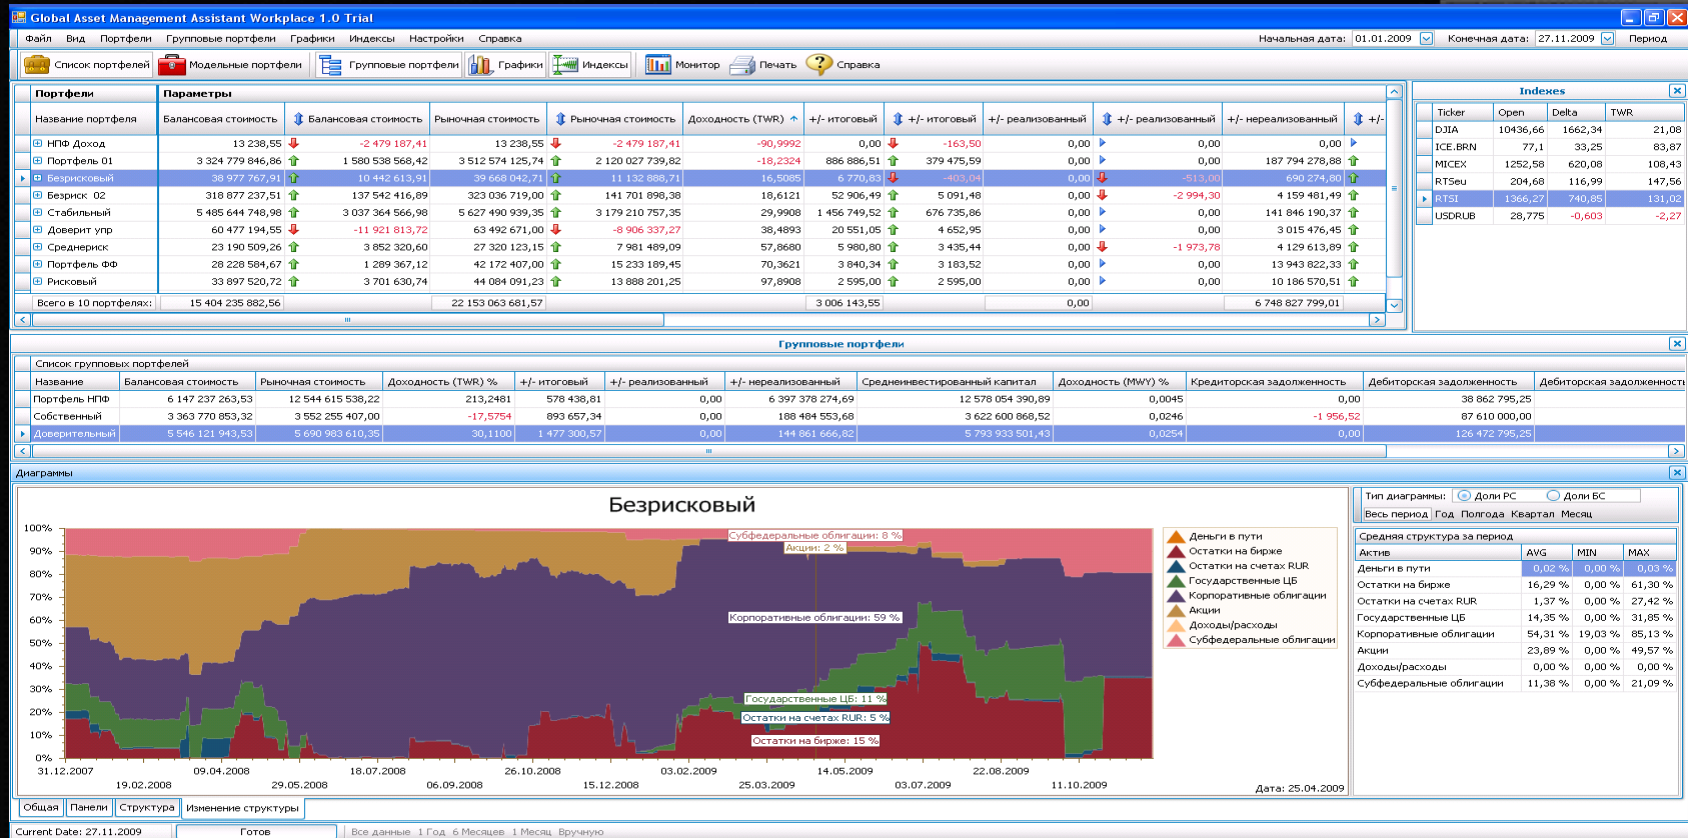 Global Asset Management Assistant Workplace 1.0 Trial
Файл Вид Портфели Групповые портфели Графики Индексы Настройки Справка Начальная дата: 01.01.2009 Конечная дата: 27.11.2009 Период
Список портфелей Модельные портфели Групповые портфели Графики Индексы Монитор Печать Справка
Портфели Параметры
Название портфеля Балансовая стоимость Балансовая стоимость Рыночная стоимость Рыночная стоимость Доходность (TWR) +/- итоговый +/- итоговый +/- реализованный +/- реализованный +/- нереализованный +/-
НПФ Доход 13 238,55 -2 479 187,41 13 238,55 -2 479 187,41 -90,9992 0,00 -163,50 0,00 0,00 0,00
Портфель 01 3 324 779 846,86 1 580 538 568,42 3 512 574 125,74 2 120 027 739,82 -18,2324 886 886,51 379 475,59 0,00 0,00 187 794 278,88
Безрисковый 38 977 767,91 10 442 613,91 39 668 042,71 11 132 888,71 16,5085 6 770,83 -403,04 0,00 -513,00 690 274,80
Безриск 02 318 877 237,51 137 542 416,89 323 036 719,00 141 701 898,38 18,6121 52 906,49 5 091,48 0,00 -2 994,30 4 159 481,49
Стабильный 5 485 644 748,98 3 037 364 566,98 5 627 490 939,35 3 179 210 757,35 29,9908 1 456 749,52 676 735,86 0,00 0,00 141 846 190,37
Доверит упр 60 477 194,55 -11 921 813,72 63 492 671,00 -8 906 337,27 38,4893 20 551,05 4 652,95 0,00 0,00 3 015 476,45
Среднериск 23 190 509,26 3 852 320,60 27 320 123,15 7 981 489,09 57,8680 5 980,80 3 435,44 0,00 -1 973,78 4 129 613,89
Портфель ФФ 28 228 584,67 1 289 367,12 42 172 407,00 15 233 189,45 70,3621 3 840,34 3 183,52 0,00 0,00 13 943 822,33
Рисковый 33 897 520,72 3 701 630,74 44 084 091,23 13 888 201,25 97,8908 2 595,00 2 595,00 0,00 0,00 10 186 570,51
Всего в 10 портфелях: 15 404 235 882,56 22 153 063 681,57 3 006 143,55 0,00 6 748 827 799,01
Indexes
Ticker Open Delta TWR
DJIA 10436,66 1662,34 21,08
ICE.BRN 77,1 33,25 83,87
MICEX 1252,58 620,08 108,43
RTSeu 204,68 116,99 147,56
RTSI 1366,27 740,85 131,02
USDRUB 28,775 -0,603 -2,27
Групповые портфели
Список групповых портфелей
Название Балансовая стоимость Рыночная стоимость Доходность (TWR) % +/- итоговый +/- реализованный +/- нереализованный Среднеинвестированный капитал Доходность (MWY) % Кредиторская задолженность Дебиторская задолженность Дебиторская задолженность
Портфель НПФ 6 147 237 263,53 12 544 615 538,22 213,2481 578 438,81 0,00 6 397 378 274,69 12 578 054 390,89 0,0045 0,00 38 862 795,25
Собственный 3 363 770 853,32 3 552 255 407,00 -17,5754 893 657,34 0,00 188 484 553,68 3 622 600 868,52 0,0246 -1 956,52 87 610 000,00
Доверительный 5 546 121 943,53 5 690 983 610,35 30,1100 1 477 300,57 0,00 144 861 666,82 5 793 933 501,43 0,0254 0,00 126 472 795,25
Диаграммы
Безрисковый
100%
90%
80%
70%
60%
50%
40%
30%
20%
10%
0%
Субфедеральные облигации: 8 %
Акции: 2 %
Корпоративные облигации: 59 %
Государственные ЦБ: 11 %
Остатки на счетах RUR: 5 %
Остатки на бирже: 15 %
31.12.2007 09.04.2008 18.07.2008 26.10.2008 03.02.2009 14.05.2009 22.08.2009
19.02.2008 29.05.2008 06.09.2008 15.12.2008 25.03.2009 03.07.2009 11.10.2009
Дата: 25.04.2009
Деньги в пути
Остатки на бирже
Остатки на счетах RUR
Государственные ЦБ
Корпоративные облигации
Акции
Доходы/расходы
Субфедеральные облигации
Тип диаграммы: Доли РС Доли БС
Весь период Год Полгода Квартал Месяц
Средняя структура за период
Актив AVG MIN MAX
Деньги в пути 0,02 % 0,00 % 0,03 %
Остатки на бирже 16,29 % 0,00 % 61,30 %
Остатки на счетах RUR 1,37 % 0,00 % 27,42 %
Государственные ЦБ 14,35 % 0,00 % 31,85 %
Корпоративные облигации 54,31 % 19,03 % 85,13 %
Акции 23,89 % 0,00 % 49,57 %
Доходы/расходы 0,00 % 0,00 % 0,00 %
Субфедеральные облигации 11,38 % 0,00 % 21,09 %
Общая Панели Структура Изменение структуры
Current Date: 27.11.2009 Готов Все данные 1 Год 6 Месяцев 1 Месяц Вручную